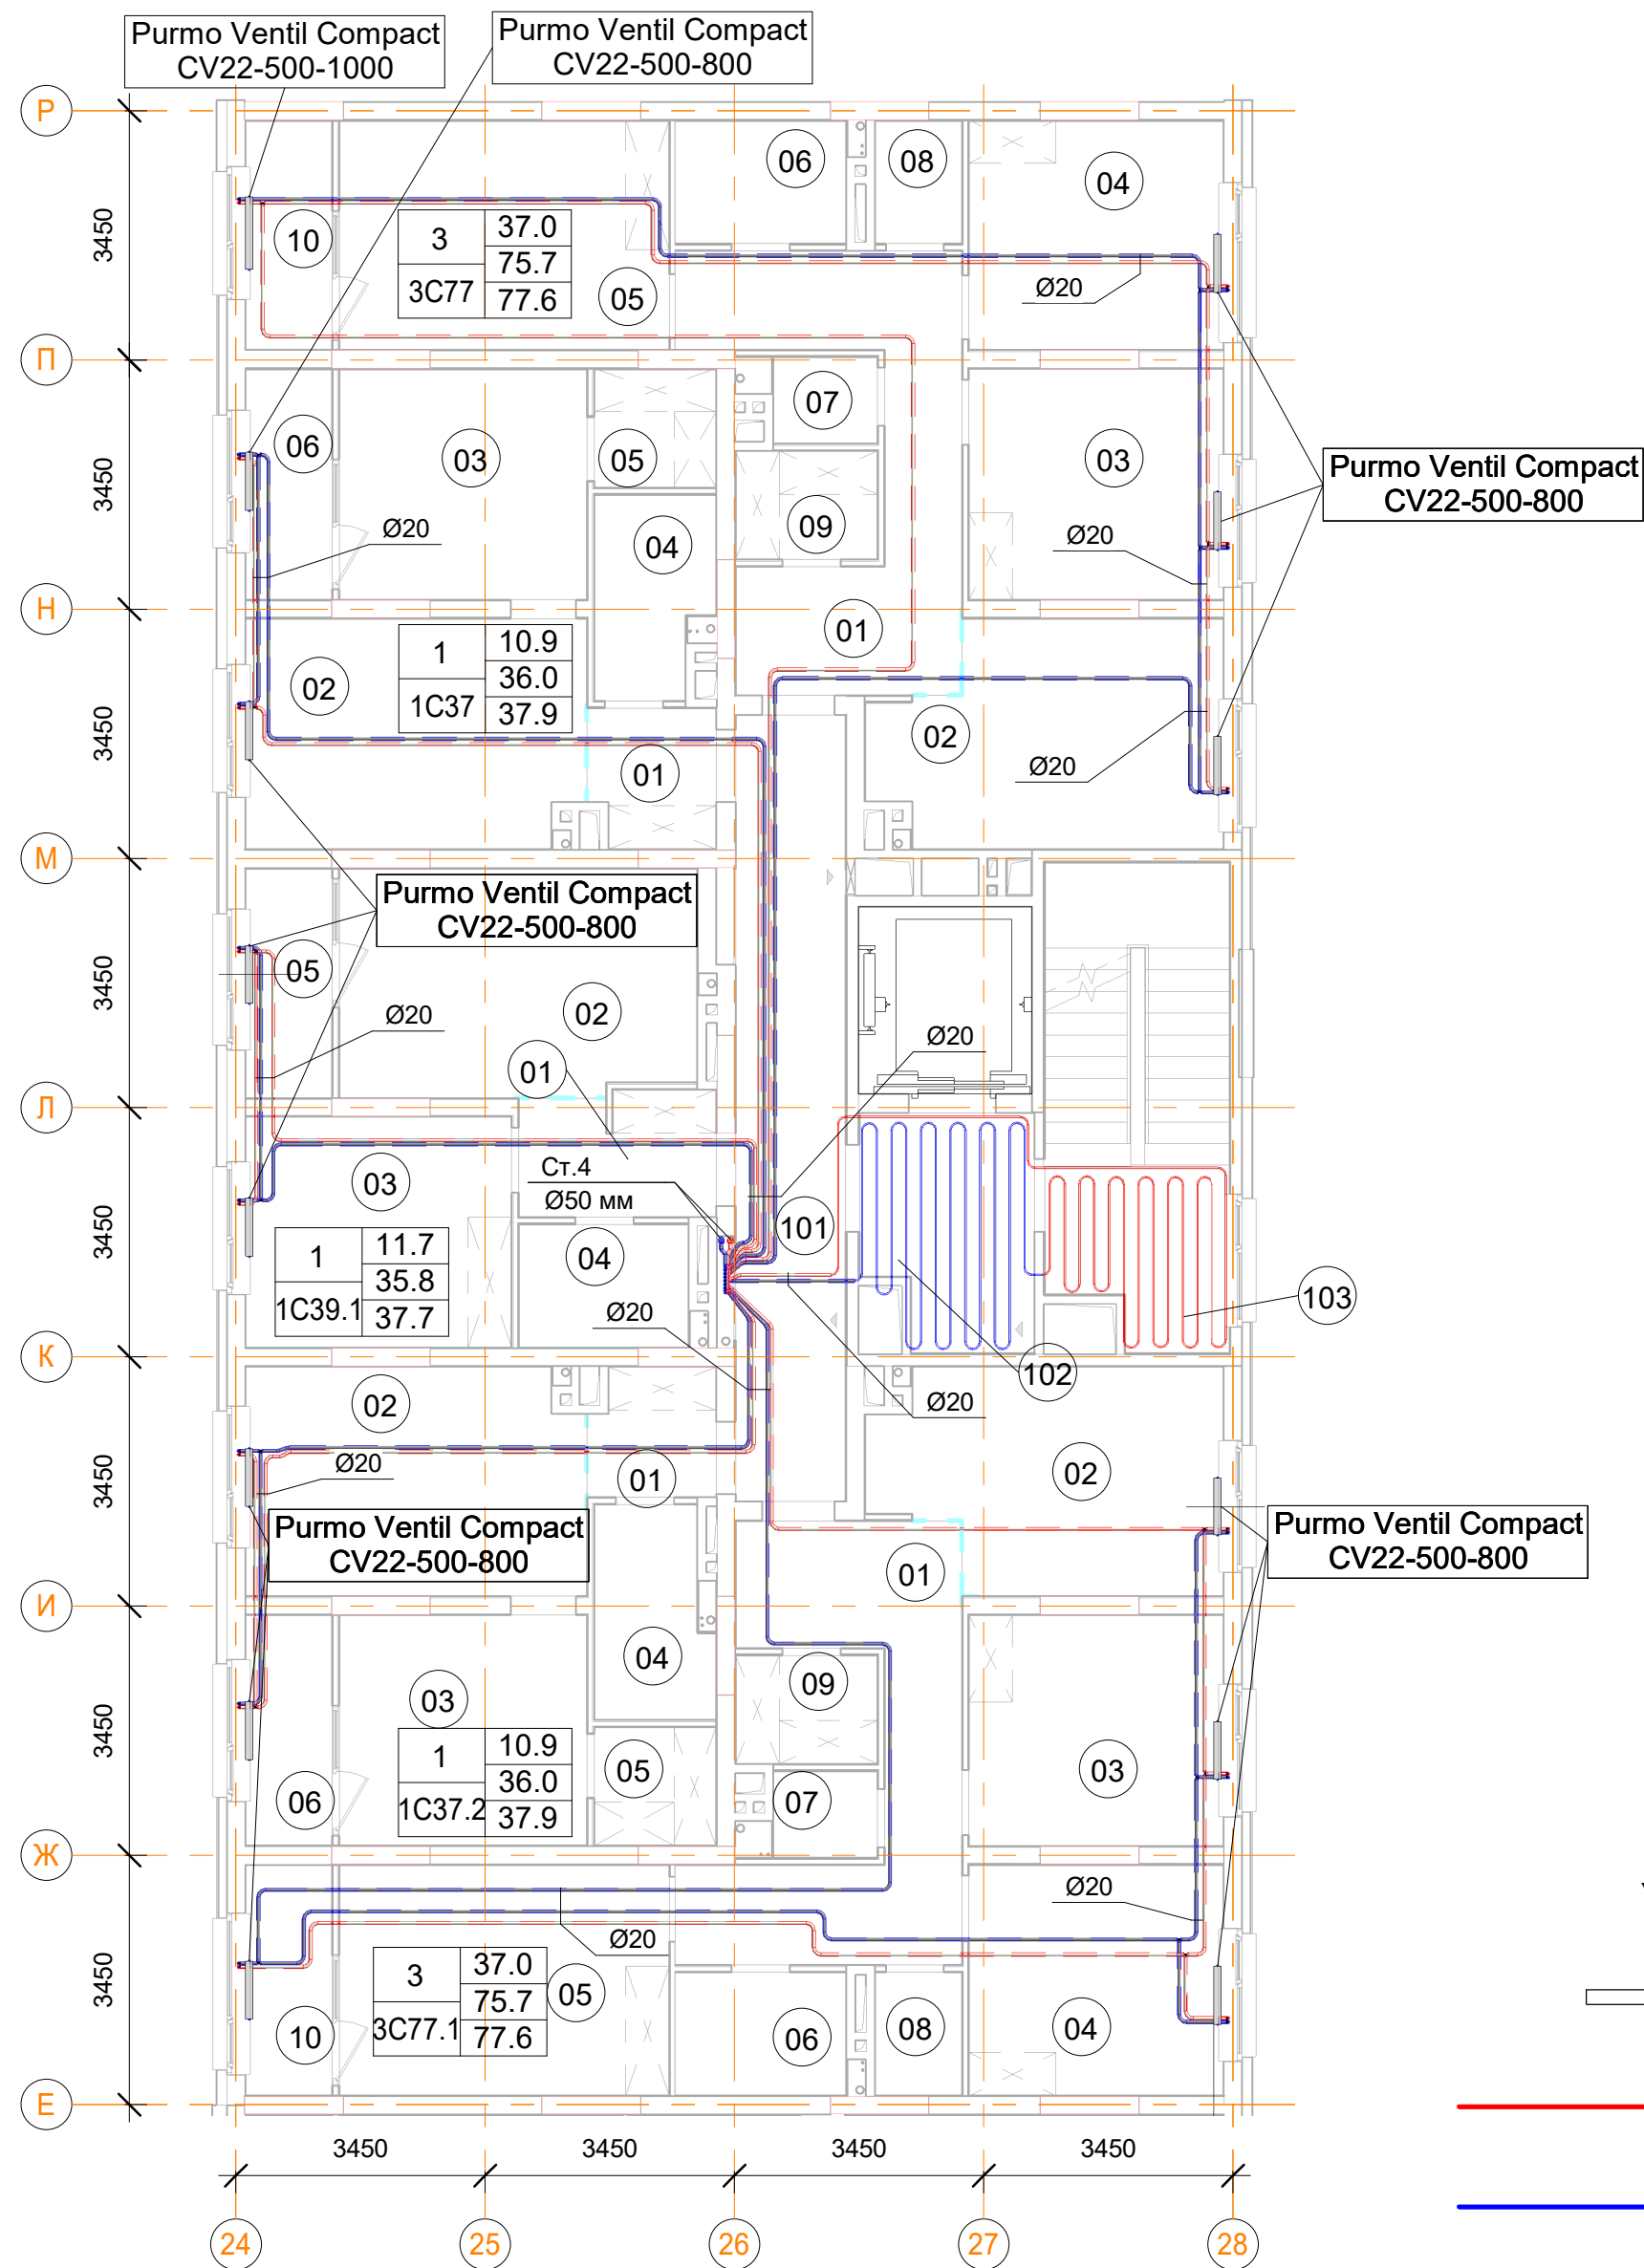 Purmo Ventil Compact
CV22-500-1000
Purmo Ventil Compact
CV22-500-800
Р
П
Н
М
Л
К
И
Ж
Е
3450
3450
3450
3450
3450
3450
3450
3450
06
08
04
10
3
37.0
75.7
3С77
77.6
05
Ø20
07
06
03
05
03
Purmo Ventil Compact
CV22-500-800
09
Ø20
04
Ø20
01
1
10.9
36.0
1С37
37.9
02
02
01
Ø20
Purmo Ventil Compact
CV22-500-800
05
02
Ø20
Ø20
01
Ст.4
Ø50 мм
03
101
1
11.7
35.8
1С39.1
37.7
04
103
Ø20
102
02
Ø20
Ø20
01
02
Purmo Ventil Compact
CV22-500-800
Purmo Ventil Compact
CV22-500-800
01
04
09
03
1
10.9
36.0
1С37.2
37.9
05
03
06
07
Ø20
Ø20
3
37.0
75.7
3С77.1
77.6
05
10
06
08
04
3450
3450
3450
3450
24
25
26
27
28